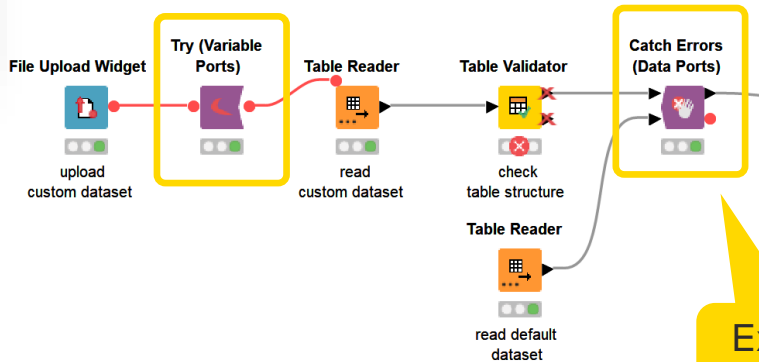 File Upload Widget
Try (Variable
Ports)
Table Reader
Table Validator
Catch Errors
(Data Ports)
upload
custom dataset
read
custom dataset
check
table structure
Table Reader
read default
dataset